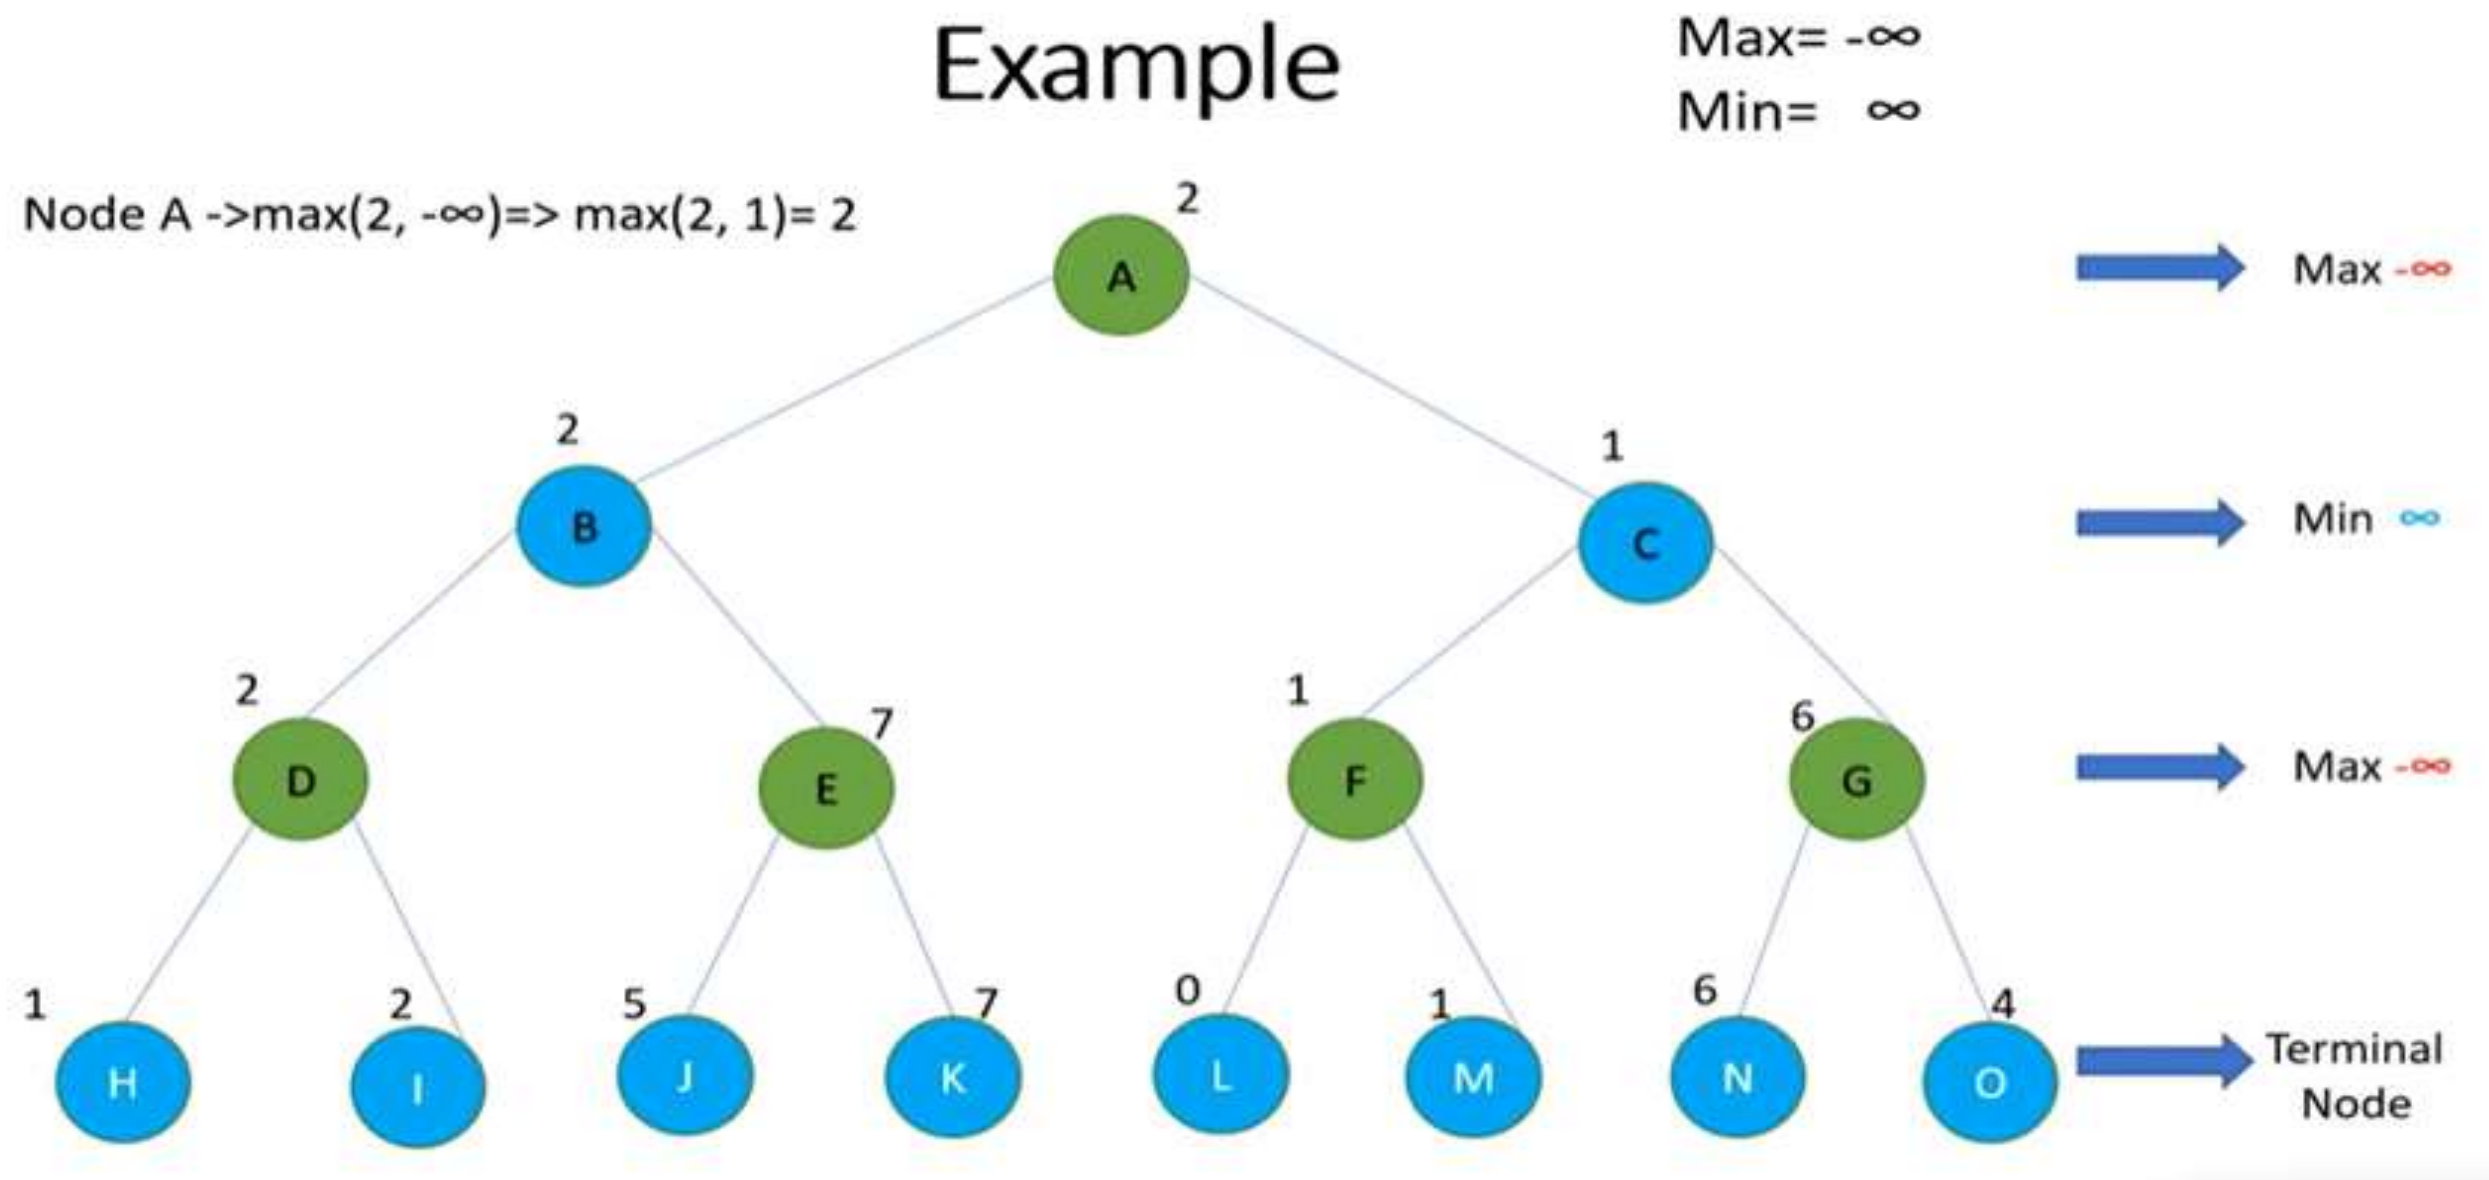 Example
Max= -∞
Min= ∞
Node A ->max(2, -∞)=> max(2, 1)= 2
2
A
Max -∞
2
B
1
C
Min ∞
2
D
7
E
1
F
6
G
Max -∞
1
H
2
I
5
J
7
K
0
L
1
M
6
N
4
O
Terminal
Node